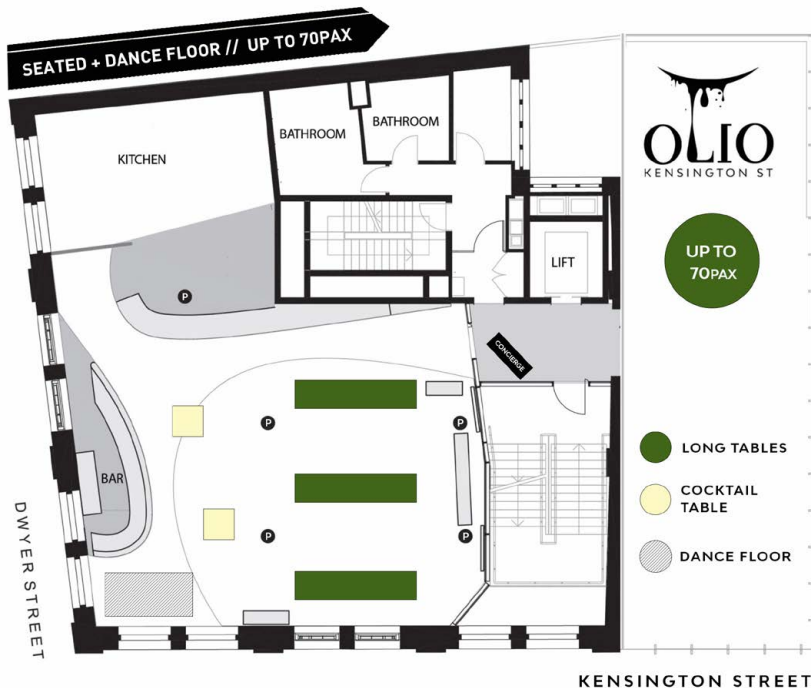 SEATED + DANCE FLOOR // UP TO 70PAX
OLIO
KENSINGTON ST
UP TO
70PAX
BATHROOM
BATHROOM
KITCHEN
LIFT
P
CONCIERGE
P
P
BAR
P
P
LONG TABLES
COCKTAIL
TABLE
DANCE FLOOR
DWYER STREET
KENSINGTON STREET